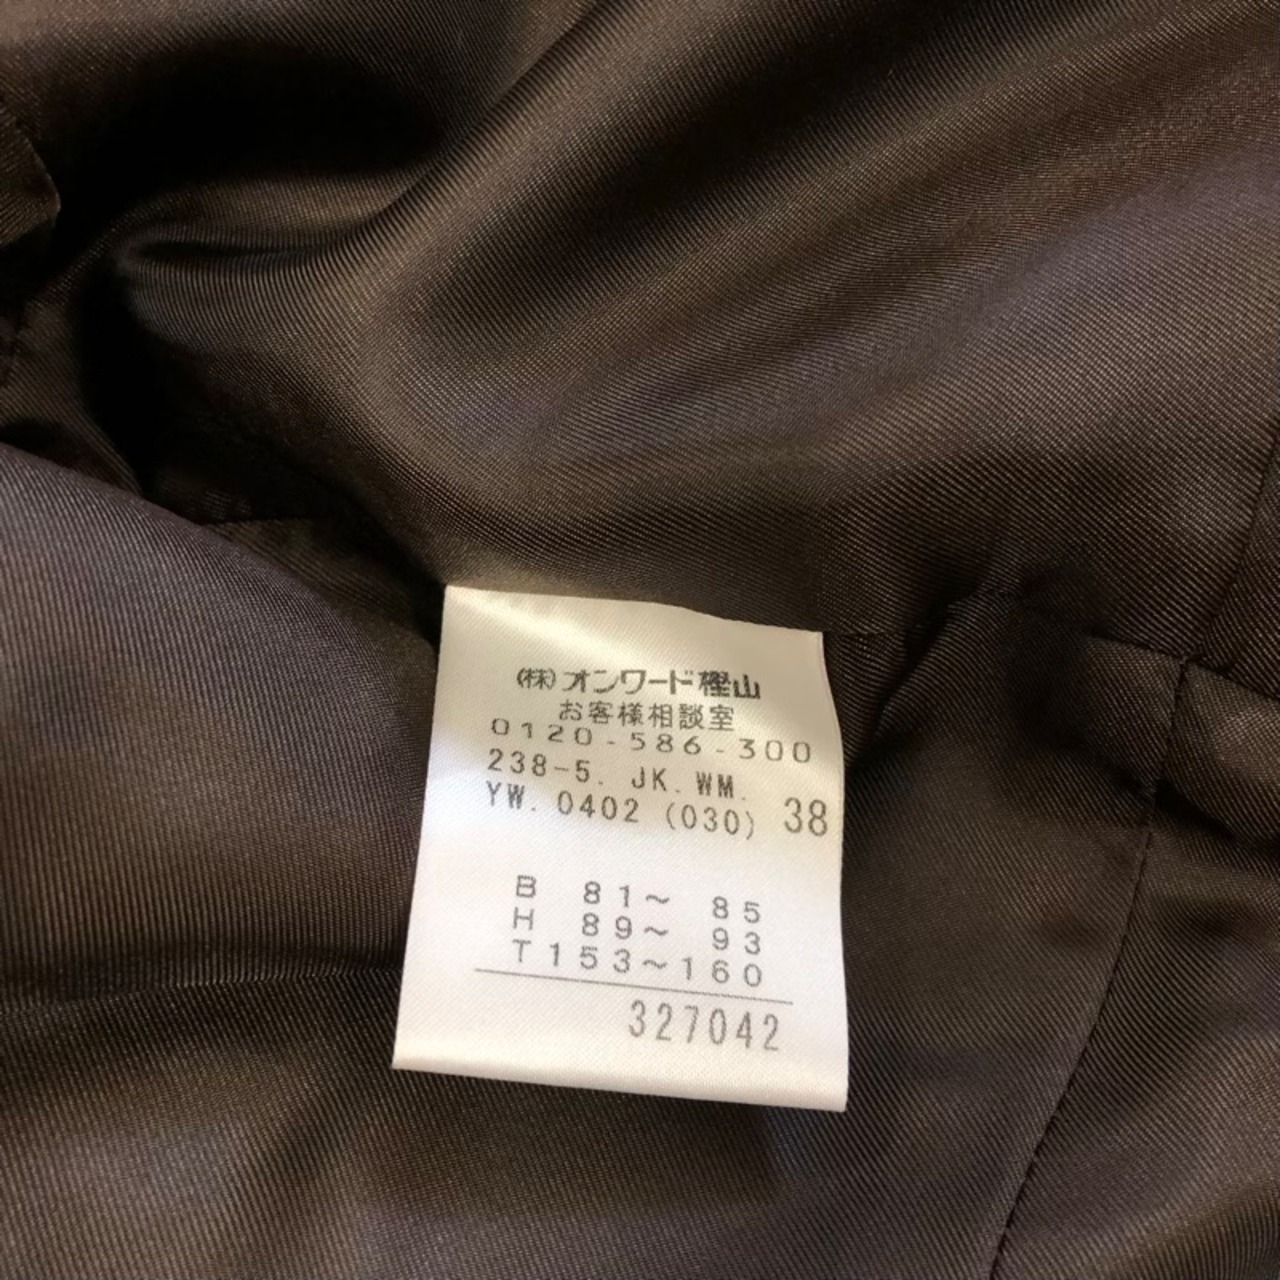 (株)オンワード樫山
お客様相談室
0120-586-300
238-5. JK. WM.
YW. 0402 (030) 38
B 81～ 85
H 89～ 93
T153～160
327042